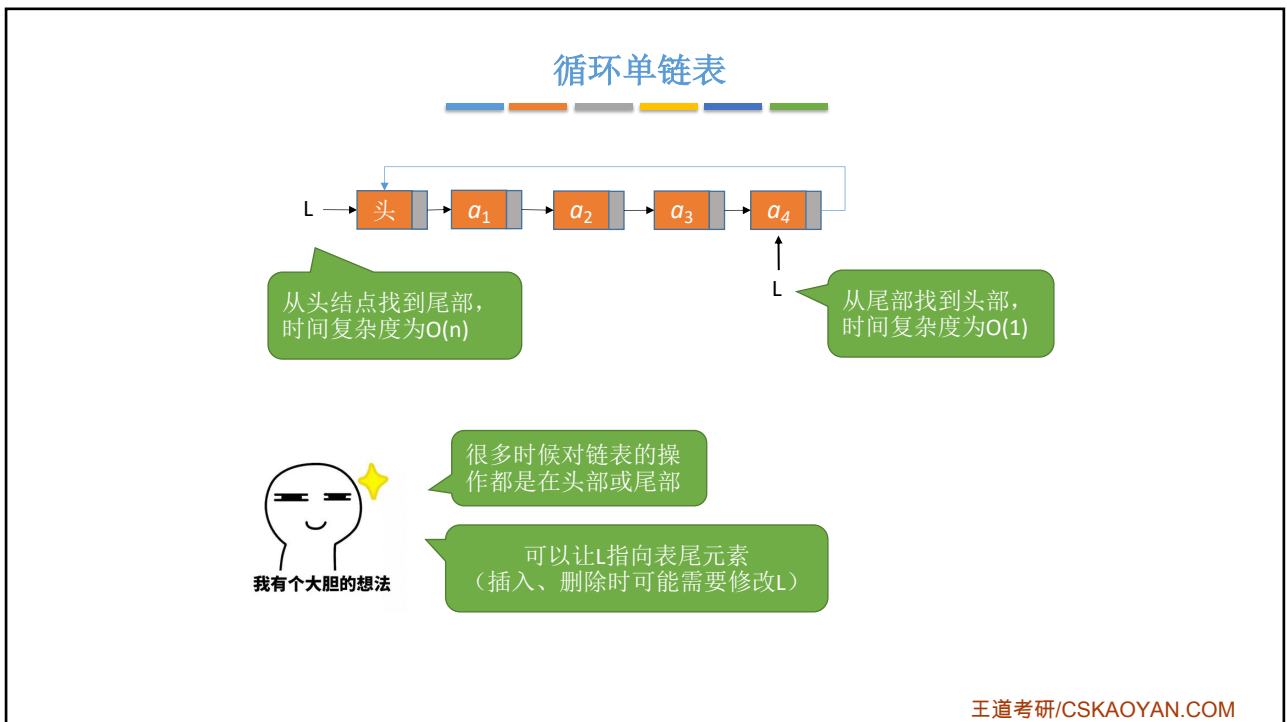 循环单链表
L 头 a₁ a₂ a₃ a₄
L
从头结点找到尾部，
时间复杂度为O(n)
从尾部找到头部，
时间复杂度为O(1)
很多时候对链表的操
作都是在头部或尾部
可以让L指向表尾元素
（插入、删除时可能需要修改L）
我有个大胆的想法
王道考研/CSKAOYAN.COM